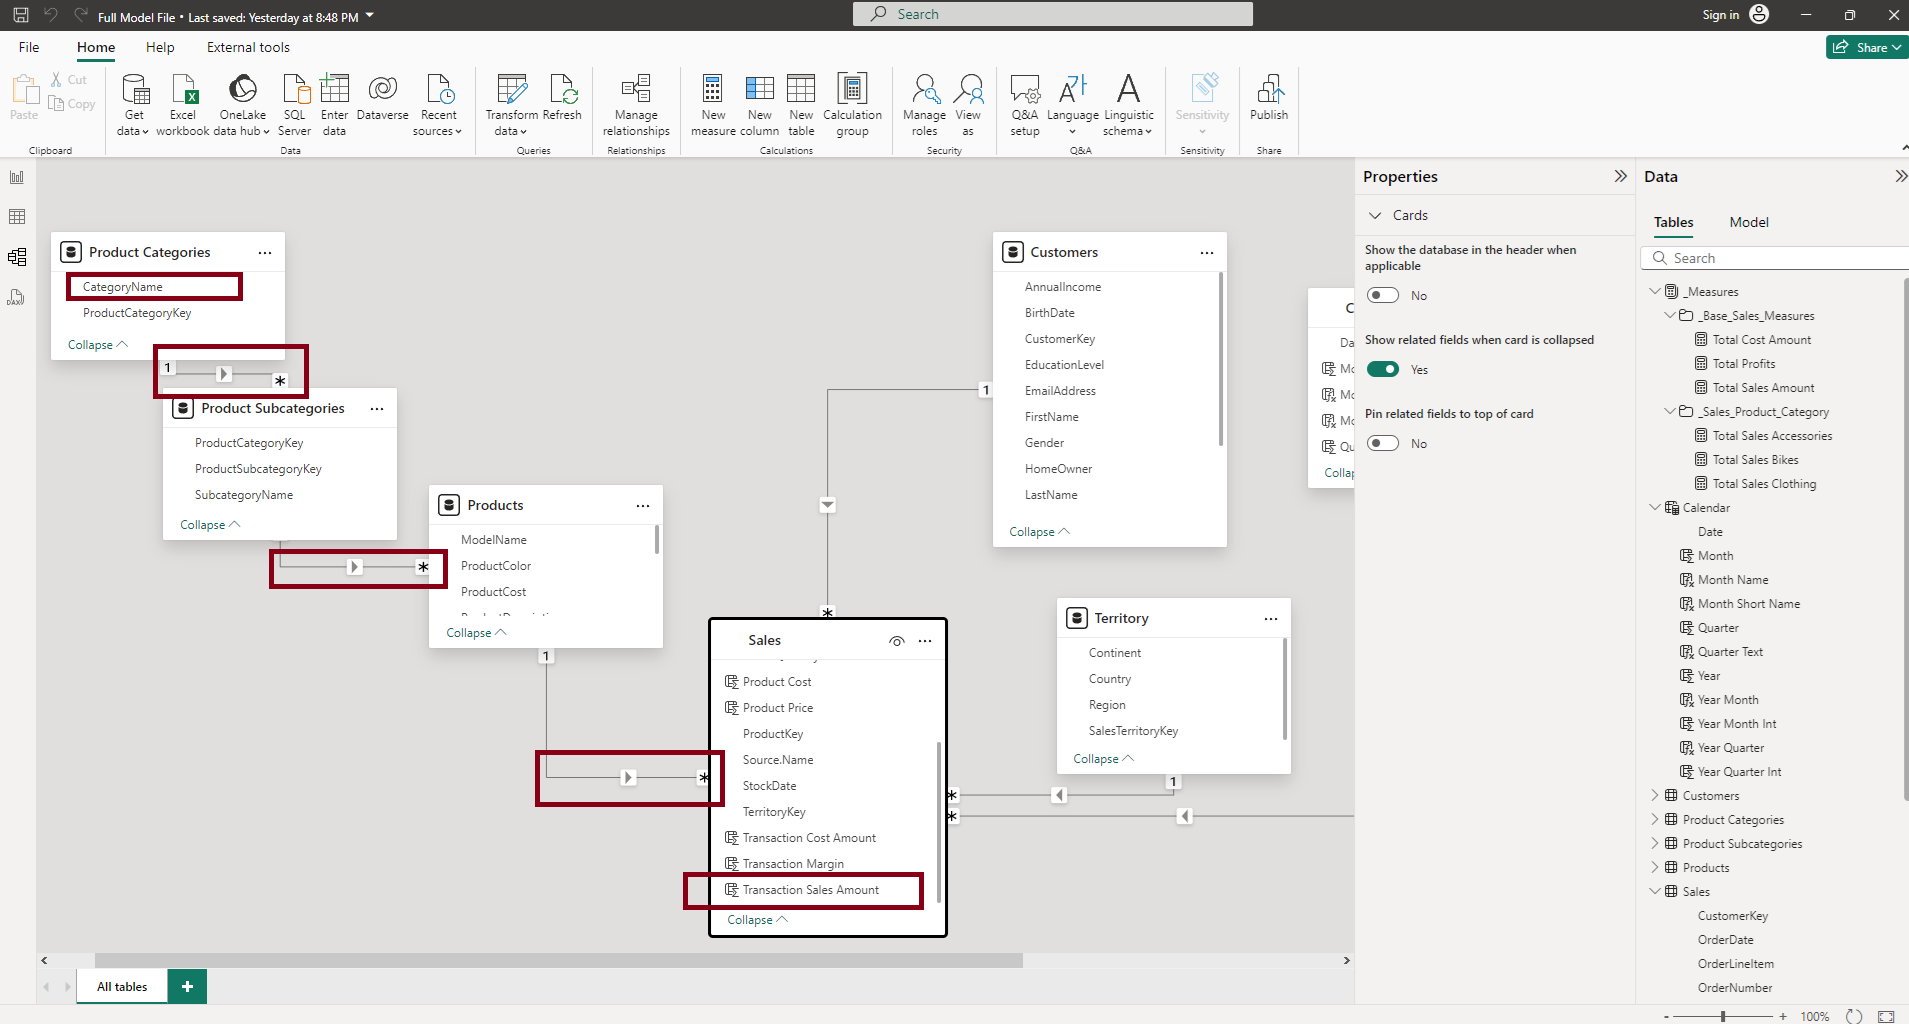 Full Model File • Last saved: Yesterday at 8:48 PM
Search
Sign in
File
Home
Help
External tools
Share
Paste
Cut
Copy
Clipboard
Get data
Excel workbook
OneLake data hub
SQL Server
Enter data
Dataverse
Recent sources
Data
Transform data
Refresh
Queries
Manage relationships
Relationships
New measure
New column
New table
Calculation group
Calculations
Manage roles
View as
Security
Q&A setup
Language
Linguistic schema
Q&A
Sensitivity
Sensitivity
Publish
Share
Product Categories
CategoryName
ProductCategoryKey
Collapse
1
*
Product Subcategories
ProductCategoryKey
ProductSubcategoryKey
SubcategoryName
Collapse
*
Products
ModelName
ProductColor
ProductCost
Collapse
1
*
Sales
Product Cost
Product Price
ProductKey
Source.Name
StockDate
TerritoryKey
Transaction Cost Amount
Transaction Margin
Transaction Sales Amount
Collapse
*
Customers
AnnualIncome
BirthDate
CustomerKey
EducationLevel
EmailAddress
FirstName
Gender
HomeOwner
LastName
Collapse
1
Territory
Continent
Country
Region
SalesTerritoryKey
Collapse
1
*
*
C
Da
Mo
Mo
Mo
Qu
Collap
All tables
+
Properties
Cards
Show the database in the header when
applicable
No
Show related fields when card is collapsed
Yes
Pin related fields to top of card
No
Data
Tables
Model
Search
_Measures
_Base_Sales_Measures
Total Cost Amount
Total Profits
Total Sales Amount
_Sales_Product_Category
Total Sales Accessories
Total Sales Bikes
Total Sales Clothing
Calendar
Date
Month
Month Name
Month Short Name
Quarter
Quarter Text
Year
Year Month
Year Month Int
Year Quarter
Year Quarter Int
Customers
Product Categories
Product Subcategories
Products
Sales
CustomerKey
OrderDate
OrderLineItem
OrderNumber
- + 100%